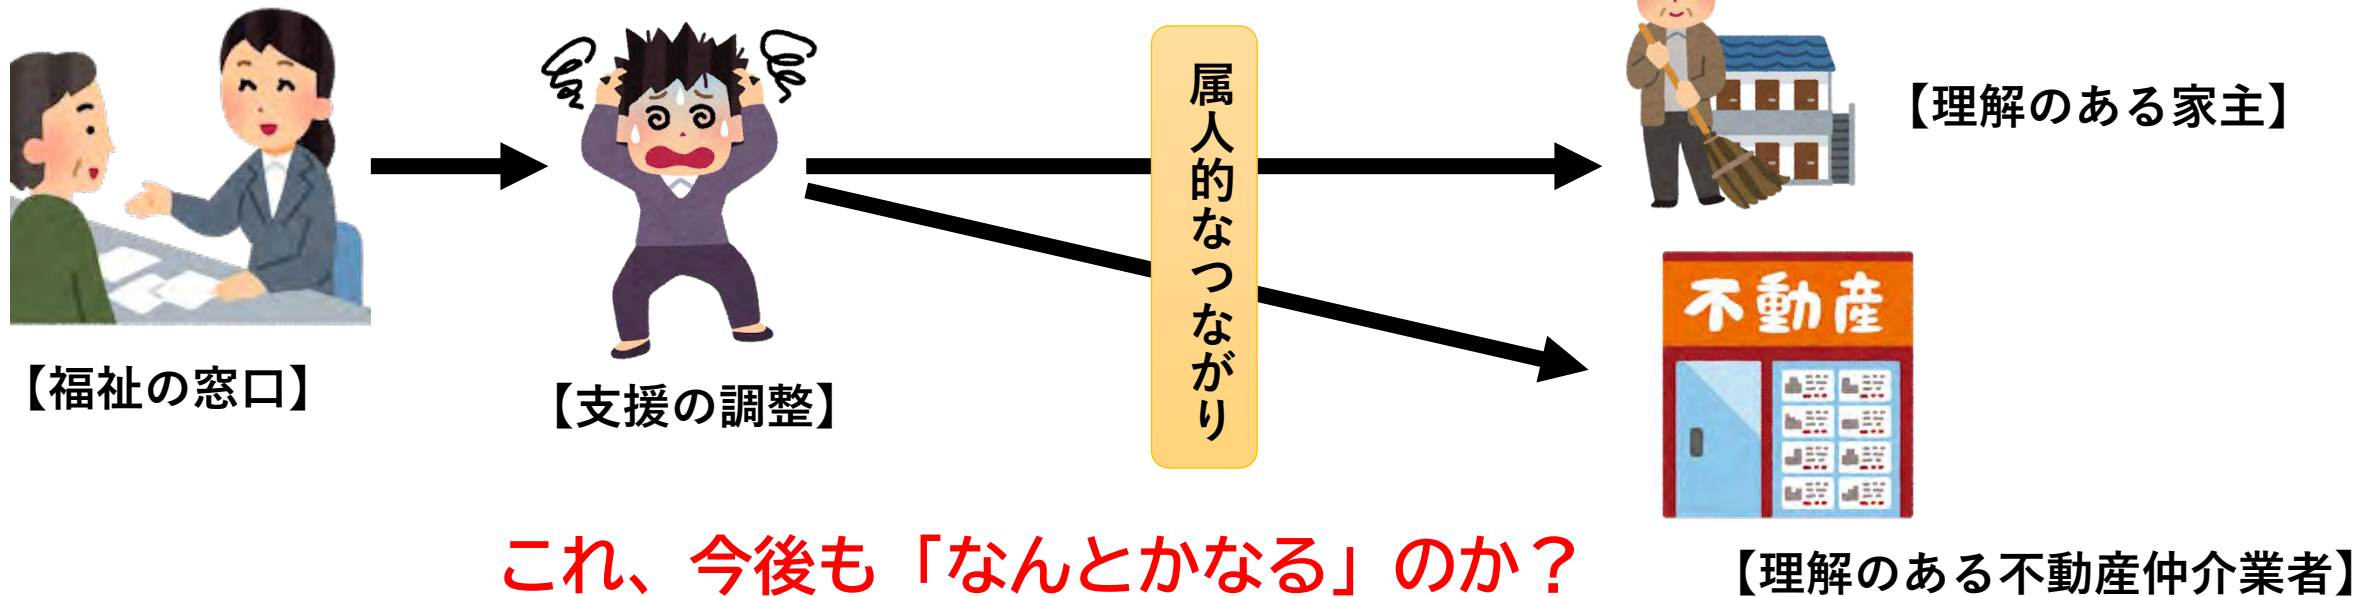 【福祉の窓口】
【支援の調整】
属人的なつながり
【理解のある家主】
不動産
【理解のある不動産仲介業者】
これ、今後も「なんとかなる」のか？